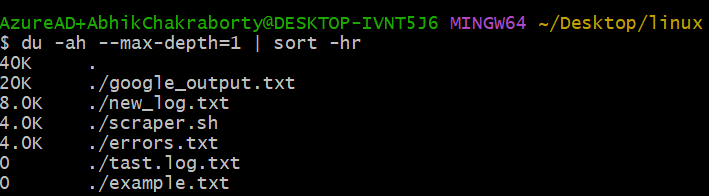 AzureAD+AbhikChakraborty@DESKTOP-IVNT5J6 MINGW64 ~/Desktop/linux
$ du -ah --max-depth=1 | sort -hr
40K     .
20K     ./google_output.txt
8.0K    ./new_log.txt
4.0K    ./scraper.sh
4.0K    ./errors.txt
0       ./tast.log.txt
0       ./example.txt